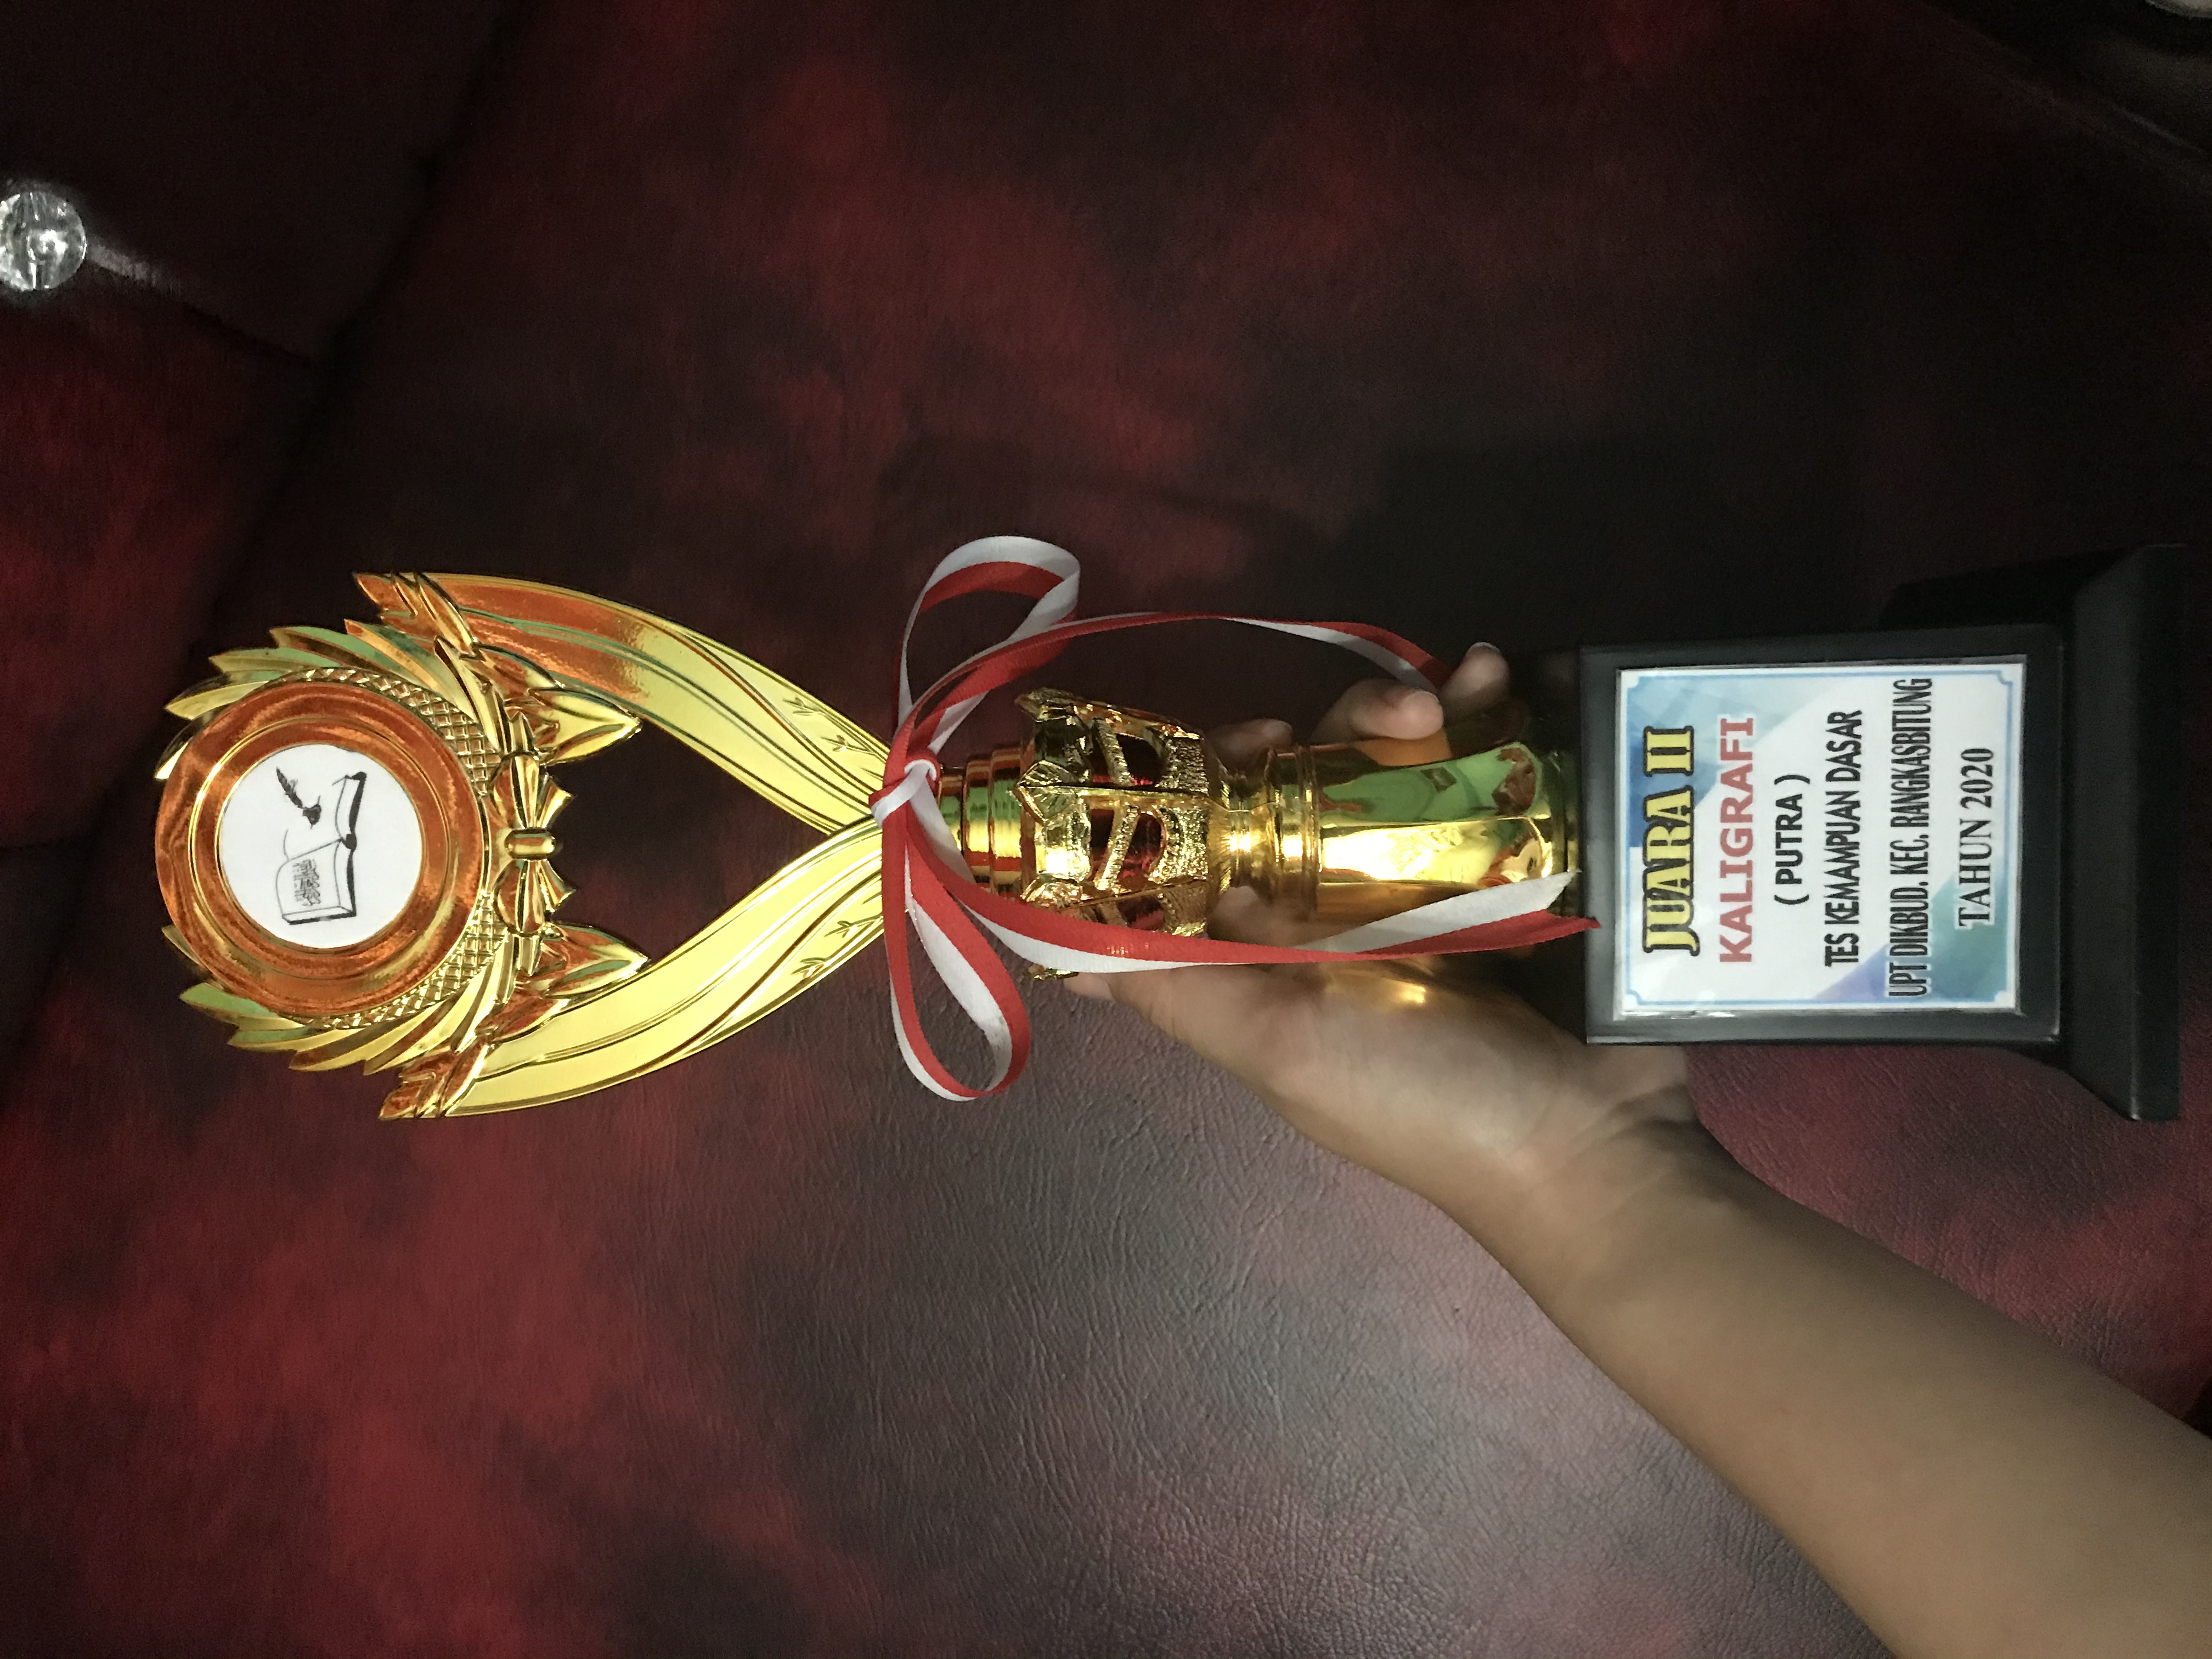 JUARA II
KALIGRAFI
( PUTRA )
TES KEMAMPUAN DASAR
UPT DIKBUD. KEC. RANGKASBITUNG
TAHUN 2020